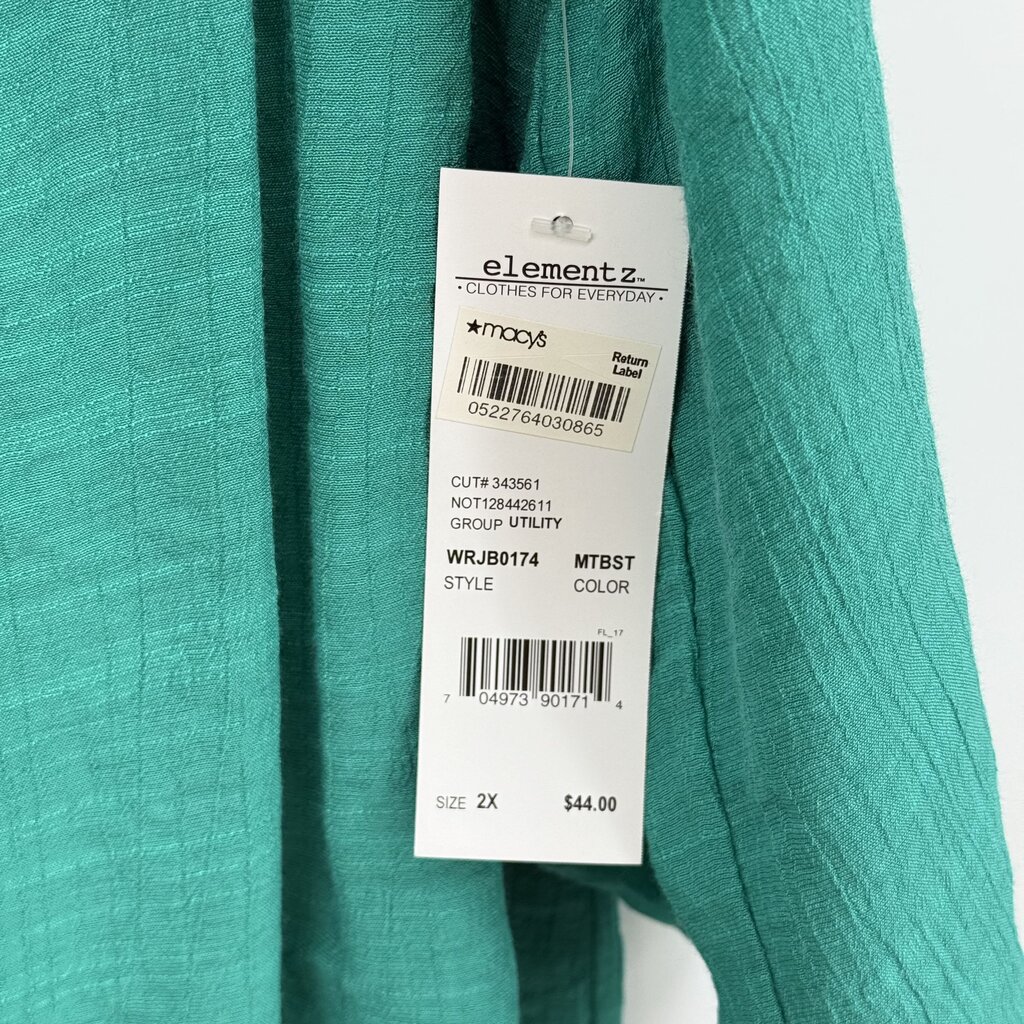 elementz™
• CLOTHES FOR EVERYDAY •
★macy's
Return
Label
0522764030865
CUT# 343561
NOT128442611
GROUP UTILITY
WRJB0174 MTBST
STYLE COLOR
FL_17
7 04973 90171 4
SIZE 2X $44.00